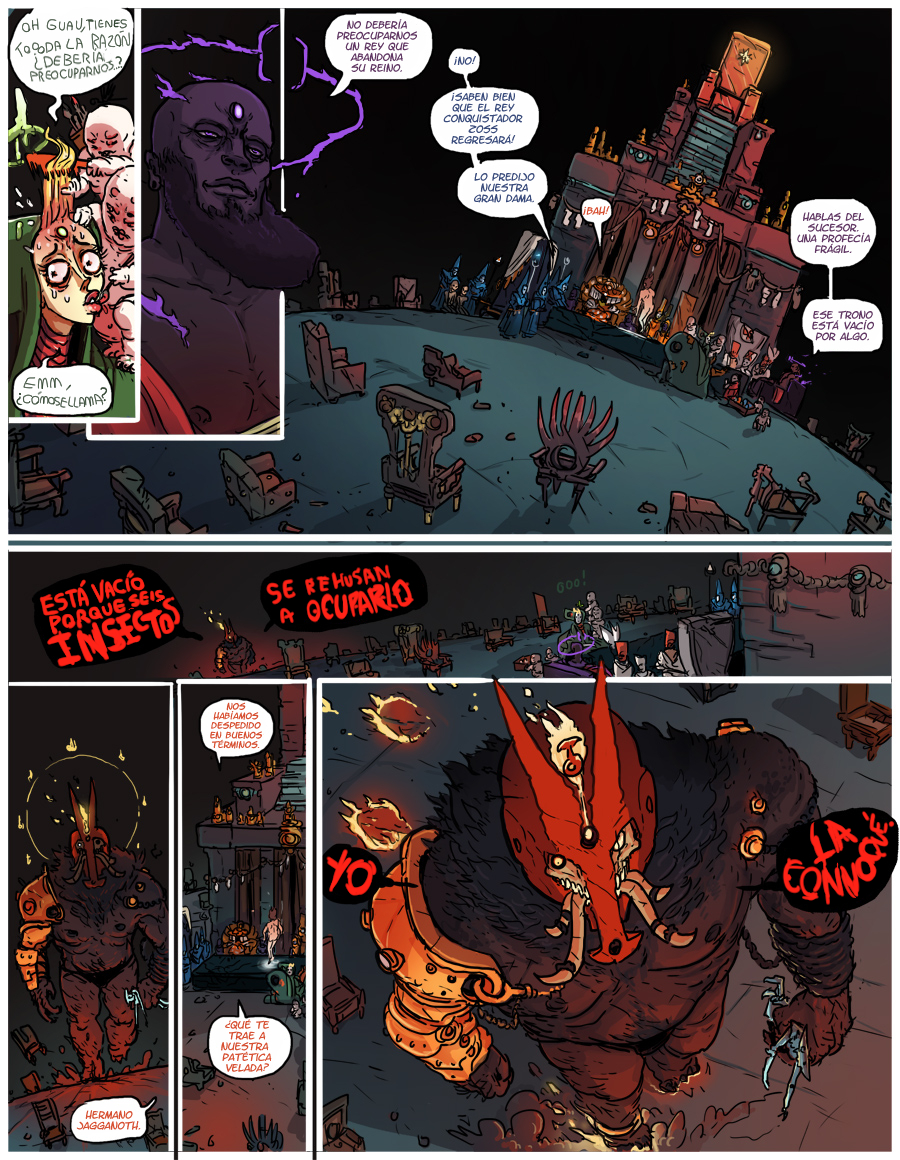 OH GUAU, TIENES
TOOODA LA RAZÓN
¿DEBERÍA
PREOCUPARNOS...?
EMM,
¿CÓMOSELLAMA?
NO DEBERÍA
PREOCUPARNOS
UN REY QUE
ABANDONA
SU REINO.
¡NO!
¡SABEN BIEN
QUE EL REY
CONQUISTADOR
ZOSS
REGRESARÁ!
LO PREDIJO
NUESTRA
GRAN DAMA.
¡BAH!
HABLAS DEL
SUCESOR.
UNA PROFECÍA
FRÁGIL.
ESE TRONO
ESTÁ VACÍO
POR ALGO.
ESTÁ VACÍO
PORQUE SEIS
INSECTOS
SE REHUSAN
A OCUPARLO
OOO!
HERMANO
JAGGANOTH.
NOS
HABÍAMOS
DESPEDIDO
EN BUENOS
TÉRMINOS.
¿QUÉ TE
TRAE A
NUESTRA
PATÉTICA
VELADA?
YO
LA
CONVOQUÉ.